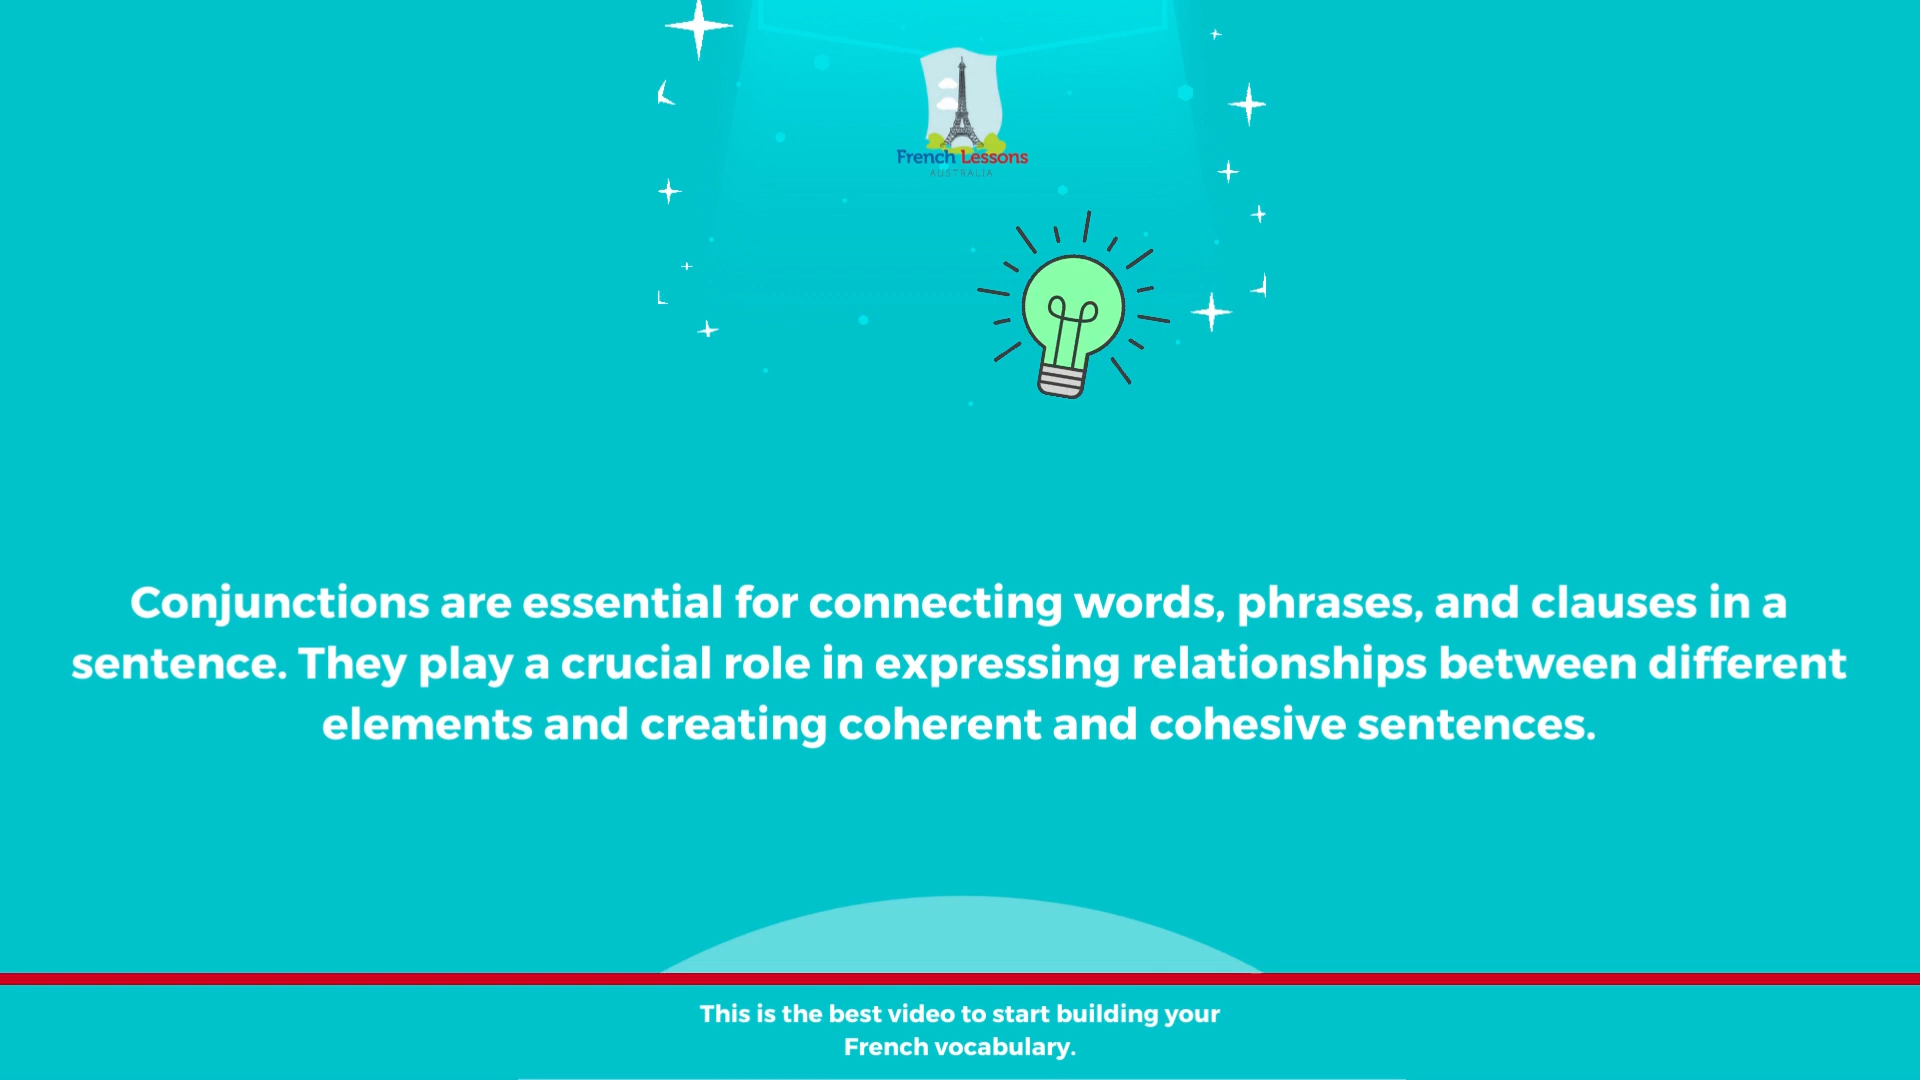 French Lessons
AUSTRALIA
Conjunctions are essential for connecting words, phrases, and clauses in a
sentence. They play a crucial role in expressing relationships between different
elements and creating coherent and cohesive sentences.
This is the best video to start building your
French vocabulary.